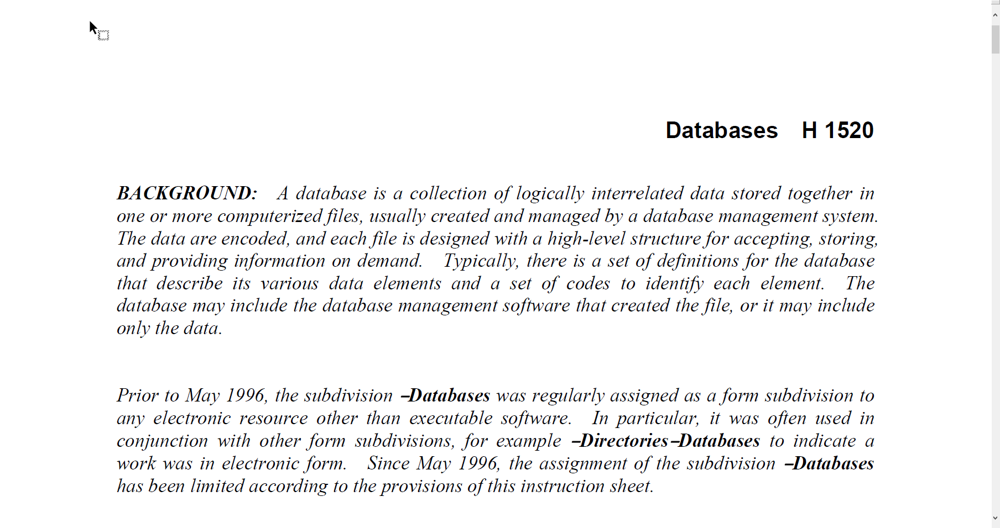 Databases H 1520
BACKGROUND: A database is a collection of logically interrelated data stored together in
one or more computerized files, usually created and managed by a database management system.
The data are encoded, and each file is designed with a high-level structure for accepting, storing,
and providing information on demand. Typically, there is a set of definitions for the database
that describe its various data elements and a set of codes to identify each element. The
database may include the database management software that created the file, or it may include
only the data.
Prior to May 1996, the subdivision –Databases was regularly assigned as a form subdivision to
any electronic resource other than executable software. In particular, it was often used in
conjunction with other form subdivisions, for example –Directories–Databases to indicate a
work was in electronic form. Since May 1996, the assignment of the subdivision –Databases
has been limited according to the provisions of this instruction sheet.